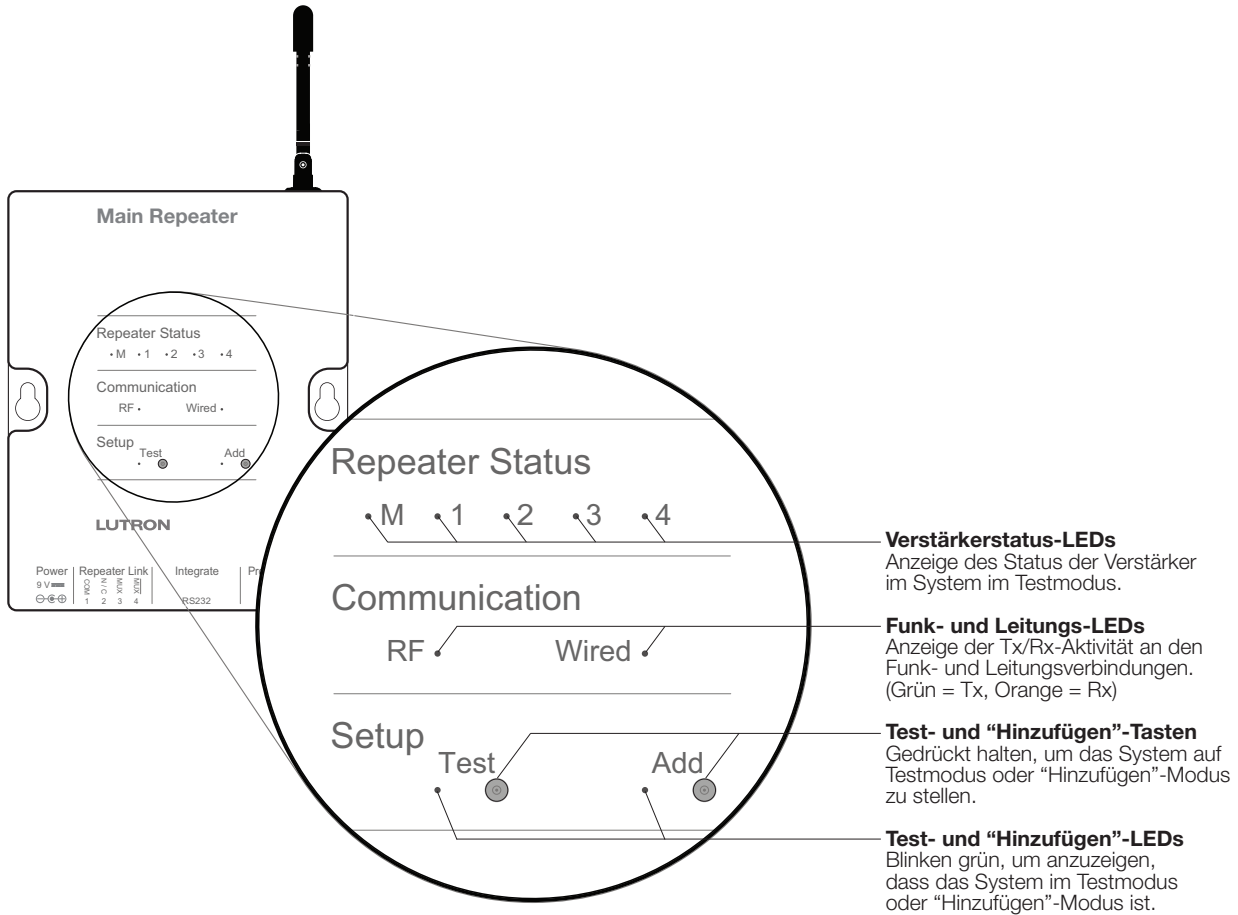 Main Repeater
Repeater Status
M 1 2 3 4
Communication
RF Wired
Setup
Test Add
LUTRON
Power Repeater Link Integrate Pr
9 V COM N / C MUX MUX
1 2 3 4 RS232
Repeater Status
M 1 2 3 4
Communication
RF Wired
Setup
Test Add
Verstärkerstatus-LEDs
Anzeige des Status der Verstärker
im System im Testmodus.
Funk- und Leitungs-LEDs
Anzeige der Tx/Rx-Aktivität an den
Funk- und Leitungsverbindungen.
(Grün = Tx, Orange = Rx)
Test- und “Hinzufügen”-Tasten
Gedrückt halten, um das System auf
Testmodus oder “Hinzufügen”-Modus
zu stellen.
Test- und “Hinzufügen”-LEDs
Blinken grün, um anzuzeigen,
dass das System im Testmodus
oder “Hinzufügen”-Modus ist.